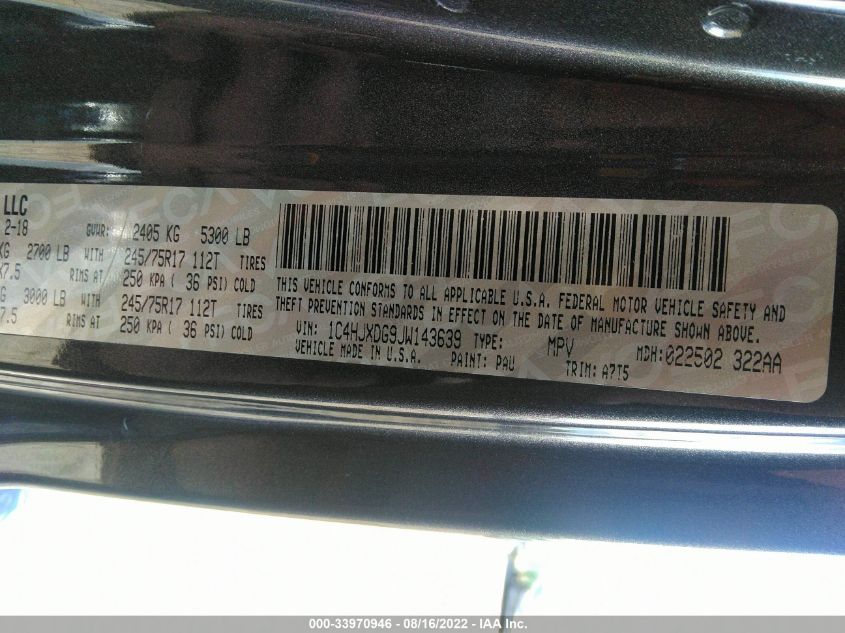 LLC
2-18 GVWR: 2405 KG 5300 LB
KG 2700 LB WITH 245/75R17 112T TIRES
X7.5 RIMS AT 250 KPA ( 36 PSI) COLD
G 3000 LB WITH 245/75R17 112T TIRES
7.5 RIMS AT 250 KPA ( 36 PSI) COLD
THIS VEHICLE CONFORMS TO ALL APPLICABLE U.S.A. FEDERAL MOTOR VEHICLE SAFETY AND
THEFT PREVENTION STANDARDS IN EFFECT ON THE DATE OF MANUFACTURE SHOWN ABOVE.
VIN: 1C4HJXDG9JW143639 TYPE: MPV MDH:022502 322AA
VEHICLE MADE IN U.S.A. PAINT: PAU TRIM: A7T5
000-33970946 - 08/16/2022 - IAA Inc.